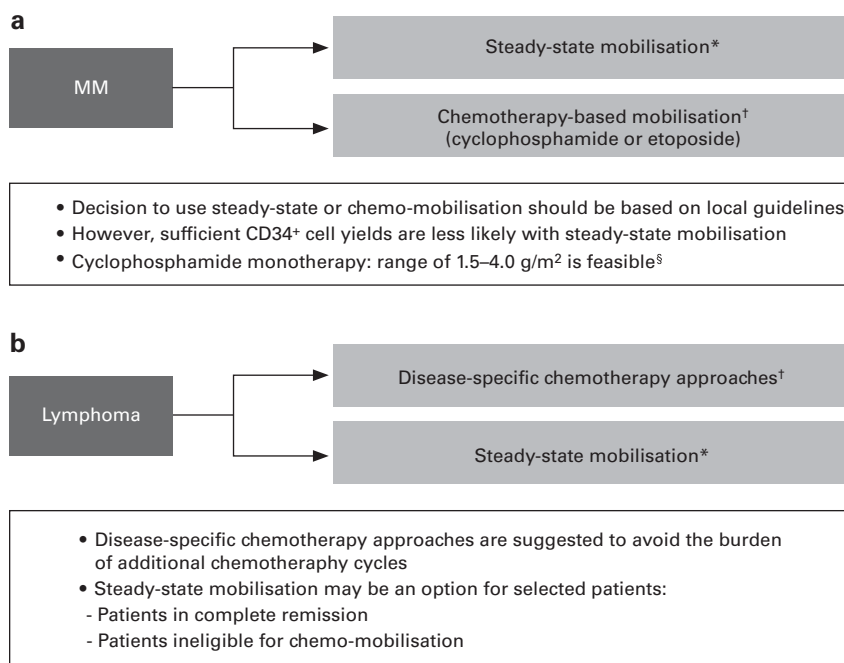 a
MM
Steady-state mobilisation*
Chemotherapy-based mobilisation†
(cyclophosphamide or etoposide)
• Decision to use steady-state or chemo-mobilisation should be based on local guidelines
• However, sufficient CD34⁺ cell yields are less likely with steady-state mobilisation
• Cyclophosphamide monotherapy: range of 1.5–4.0 g/m² is feasible§
b
Lymphoma
Disease-specific chemotherapy approaches†
Steady-state mobilisation*
• Disease-specific chemotherapy approaches are suggested to avoid the burden
of additional chemotheraphy cycles
• Steady-state mobilisation may be an option for selected patients:
- Patients in complete remission
- Patients ineligible for chemo-mobilisation